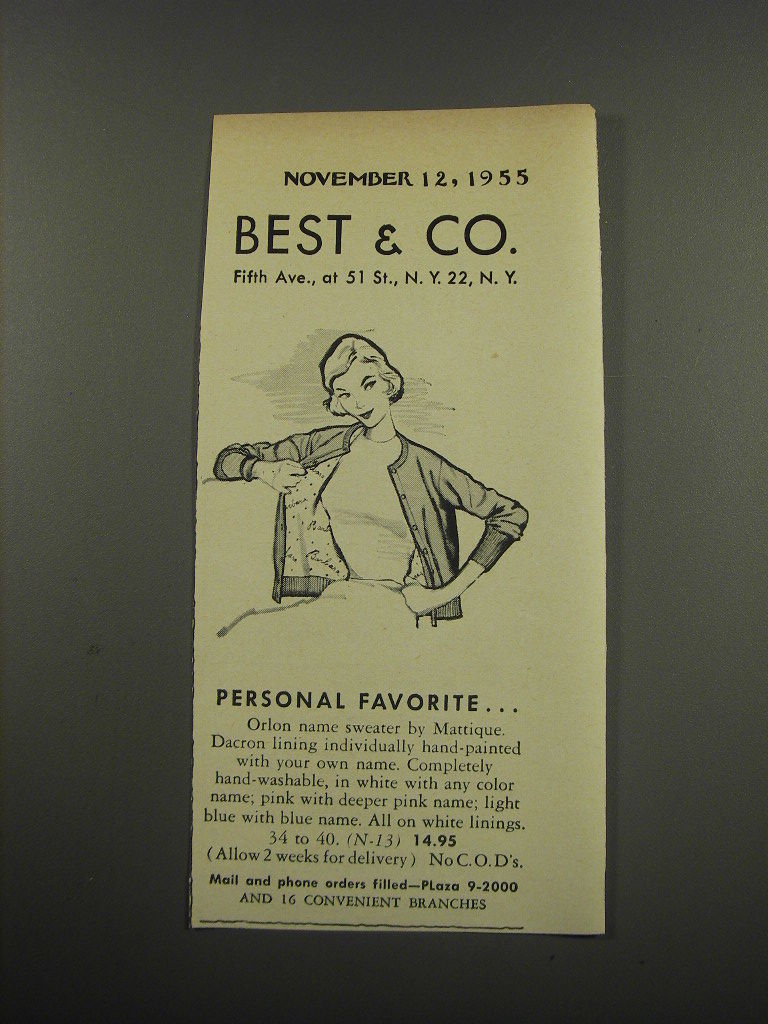 NOVEMBER 12, 1955
BEST & CO.
Fifth Ave., at 51 St., N. Y. 22, N. Y.
Barbara
PERSONAL FAVORITE...
Orlon name sweater by Mattique.
Dacron lining individually hand-painted
with your own name. Completely
hand-washable, in white with any color
name; pink with deeper pink name; light
blue with blue name. All on white linings.
34 to 40. (N-13) 14.95
(Allow 2 weeks for delivery) No C.O.D's.
Mail and phone orders filled—PLaza 9-2000
AND 16 CONVENIENT BRANCHES